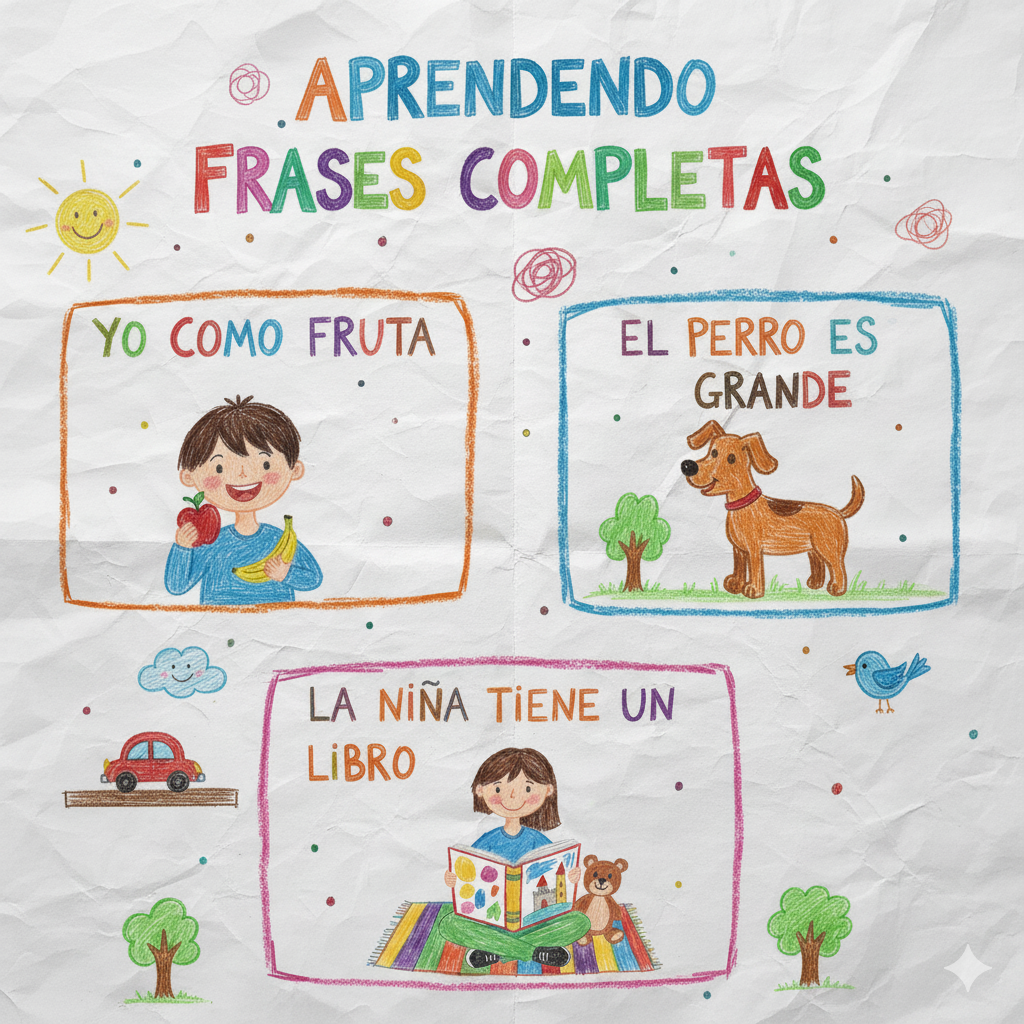 APRENDENDO
FRASES COMPLETAS
YO COMO FRUTA
EL PERRO ES
GRANDE
LA NIÑA TIENE UN
LIBRO